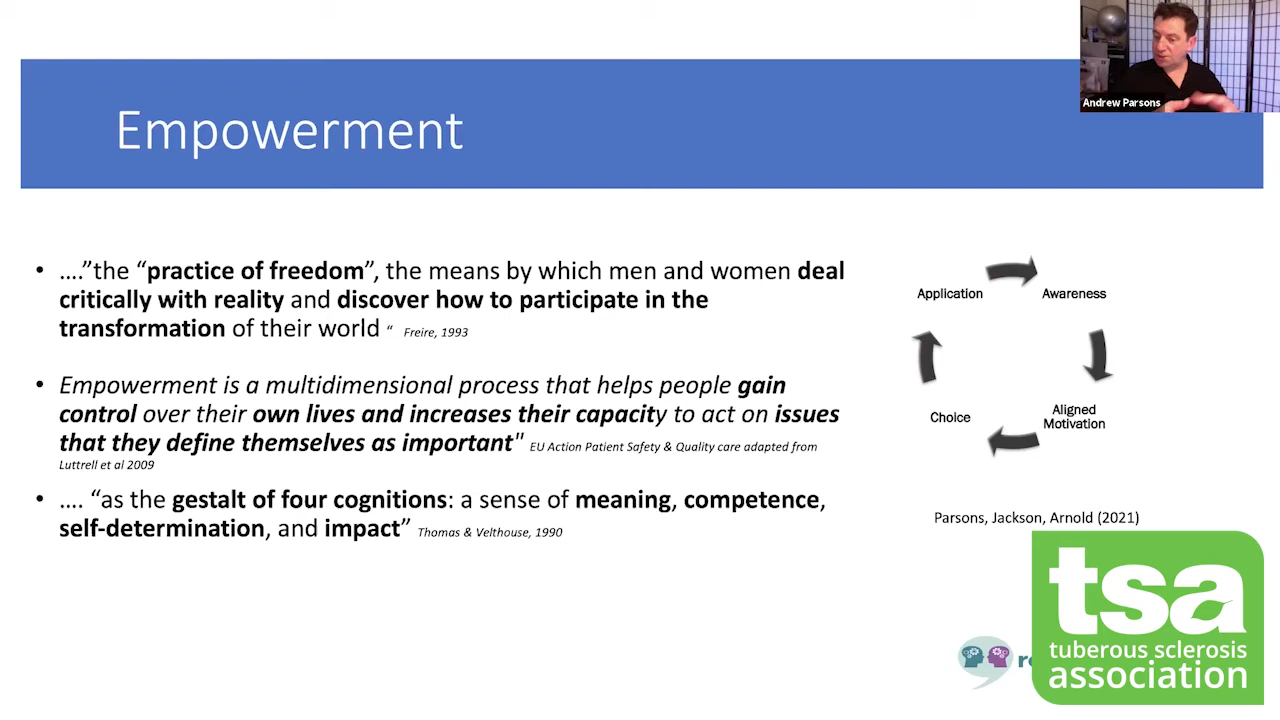 Andrew Parsons
Empowerment
• ….”the “practice of freedom”, the means by which men and women deal
critically with reality and discover how to participate in the
transformation of their world “ Freire, 1993
• Empowerment is a multidimensional process that helps people gain
control over their own lives and increases their capacity to act on issues
that they define themselves as important" EU Action Patient Safety & Quality care adapted from
Luttrell et al 2009
• …. “as the gestalt of four cognitions: a sense of meaning, competence,
self-determination, and impact” Thomas & Velthouse, 1990
Application
Awareness
Aligned
Motivation
Choice
Parsons, Jackson, Arnold (2021)
tsa
tuberous sclerosis
association